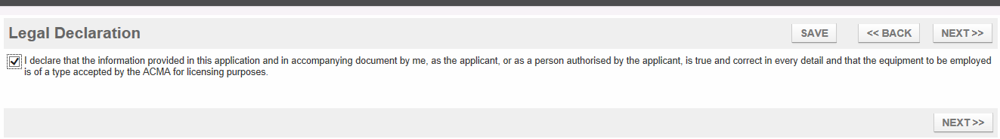 Legal Declaration
SAVE
<< BACK
NEXT >>
I declare that the information provided in this application and in accompanying document by me, as the applicant, or as a person authorised by the applicant, is true and correct in every detail and that the equipment to be employed
is of a type accepted by the ACMA for licensing purposes.
NEXT >>